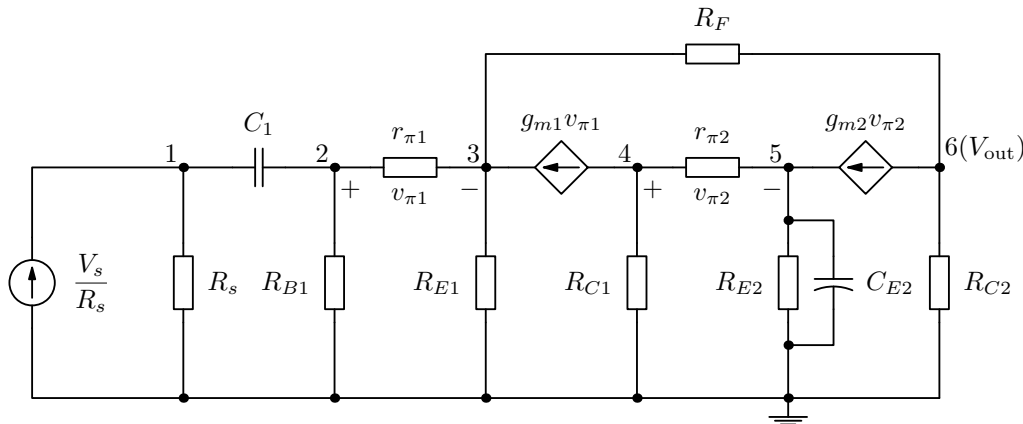 R_F
C_1
r_{π1}
g_{m1}v_{π1}
r_{π2}
g_{m2}v_{π2}
1 2 3 4 5 6(V_{out})
+ v_{π1} − + v_{π2} −
V_s/R_s R_s R_{B1} R_{E1} R_{C1} R_{E2} C_{E2} R_{C2}